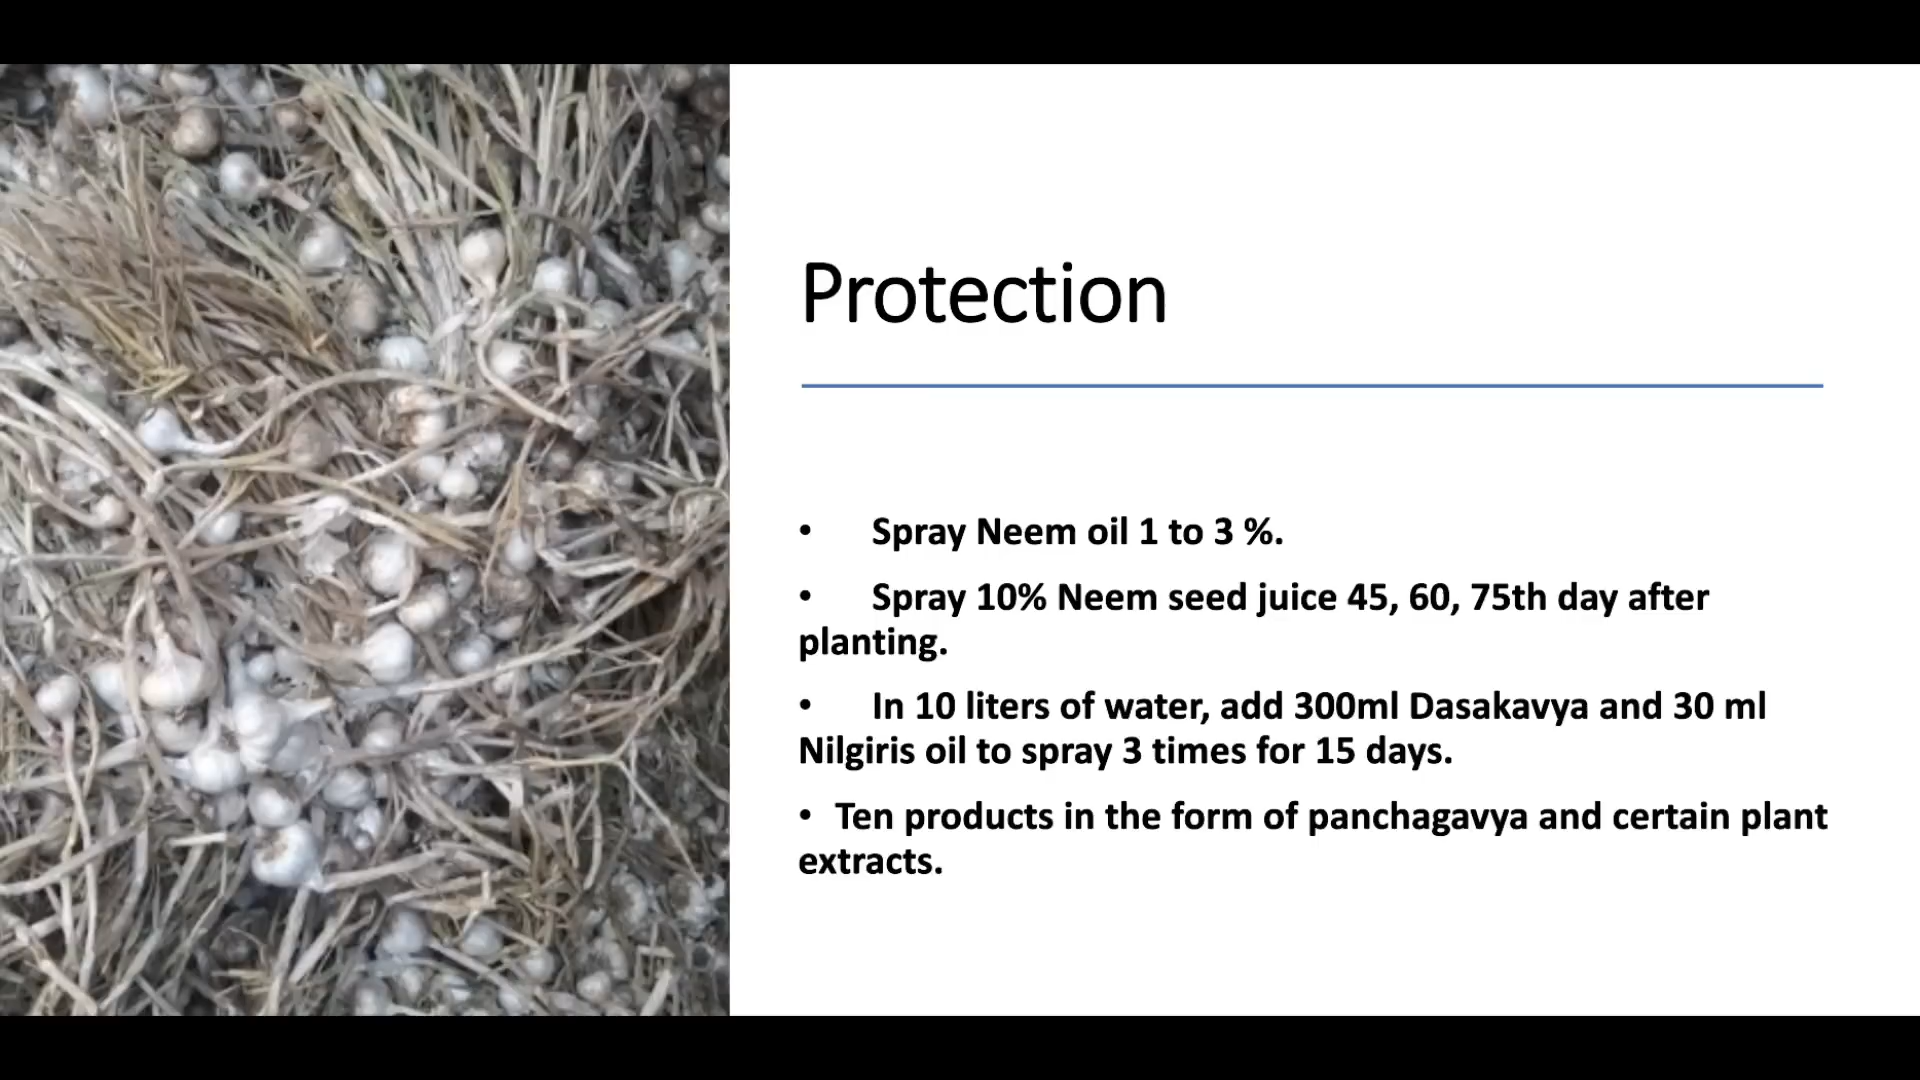 Protection
• Spray Neem oil 1 to 3 %.
• Spray 10% Neem seed juice 45, 60, 75th day after
planting.
• In 10 liters of water, add 300ml Dasakavya and 30 ml
Nilgiris oil to spray 3 times for 15 days.
• Ten products in the form of panchagavya and certain plant
extracts.